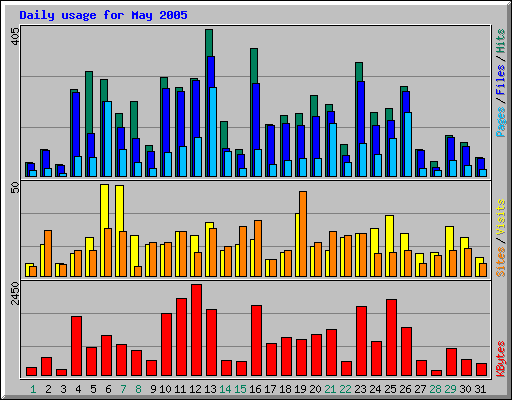 Daily usage for May 2005
405
Pages / Files / Hits
50
Sites / Visits
2450
KBytes
1 2 3 4 5 6 7 8 9 10 11 12 13 14 15 16 17 18 19 20 21 22 23 24 25 26 27 28 29 30 31